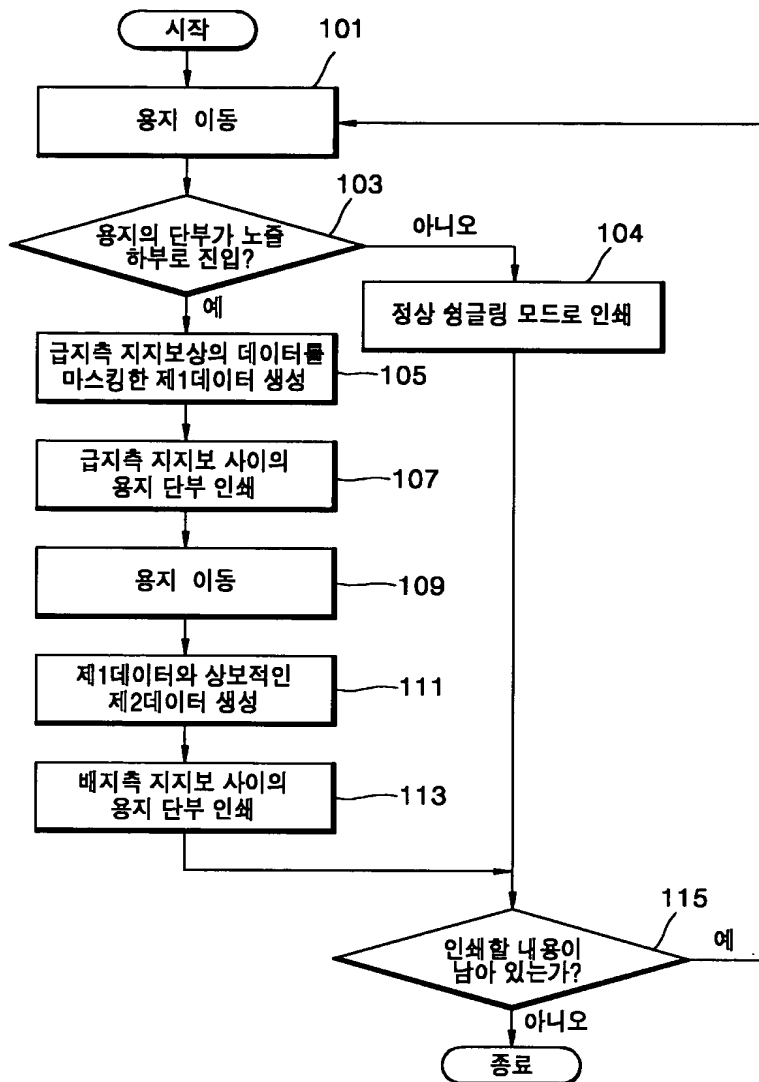 시작
101
용지 이동
103
용지의 단부가 노즐
하부로 진입?
아니오
104
예
정상 슁글링 모드로 인쇄
급지측 지지보상의 데이터를
마스킹한 제1데이터 생성
105
급지측 지지보 사이의
용지 단부 인쇄
107
용지 이동
109
제1데이터와 상보적인
제2데이터 생성
111
배지측 지지보 사이의
용지 단부 인쇄
113
115
인쇄할 내용이
남아 있는가?
예
아니오
종료